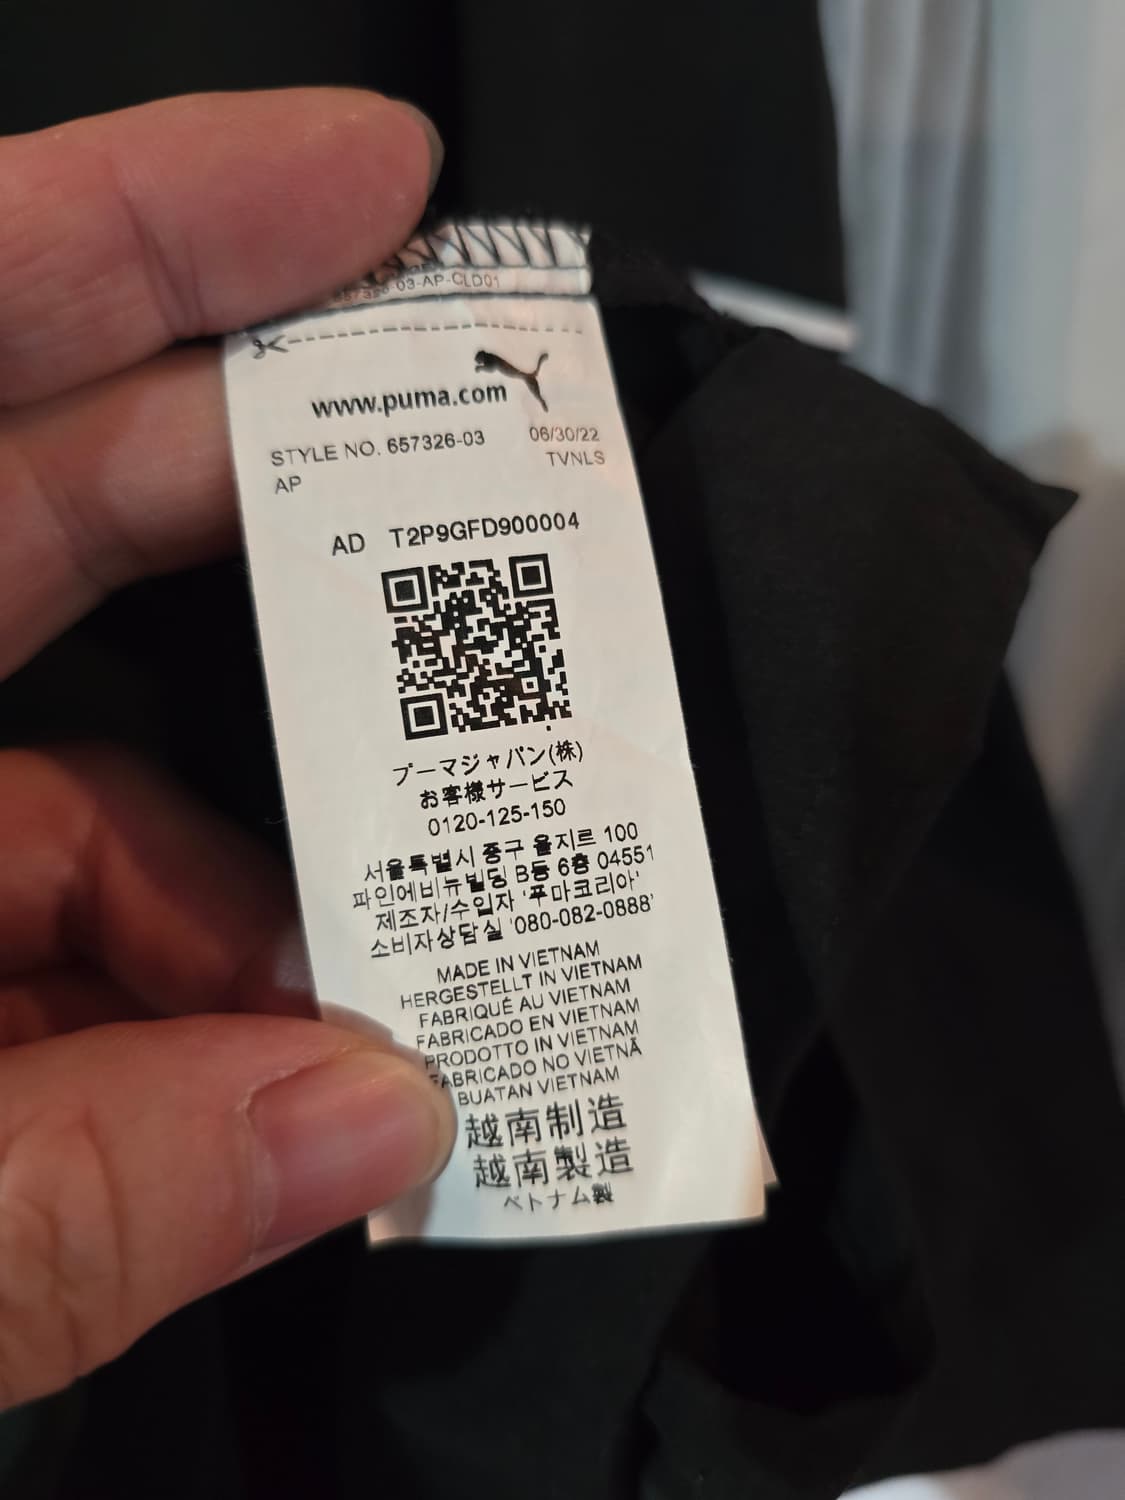 -03-AP-CLD01
www.puma.com
STYLE NO. 657326-03 06/30/22
AP TVNLS
AD T2P9GFD900004
プーマジャパン(株)
お客様サービス
0120-125-150
서울특별시 중구 을지르 100
파인에비뉴빌딩 B동 6층 04551
제조자/수입자 '푸마코리아'
소비자상담실 '080-082-0888'
MADE IN VIETNAM
HERGESTELLT IN VIETNAM
FABRIQUÉ AU VIETNAM
FABRICADO EN VIETNAM
PRODOTTO IN VIETNAM
FABRICADO NO VIETNÃ
BUATAN VIETNAM
越南制造
越南製造
ベトナム製